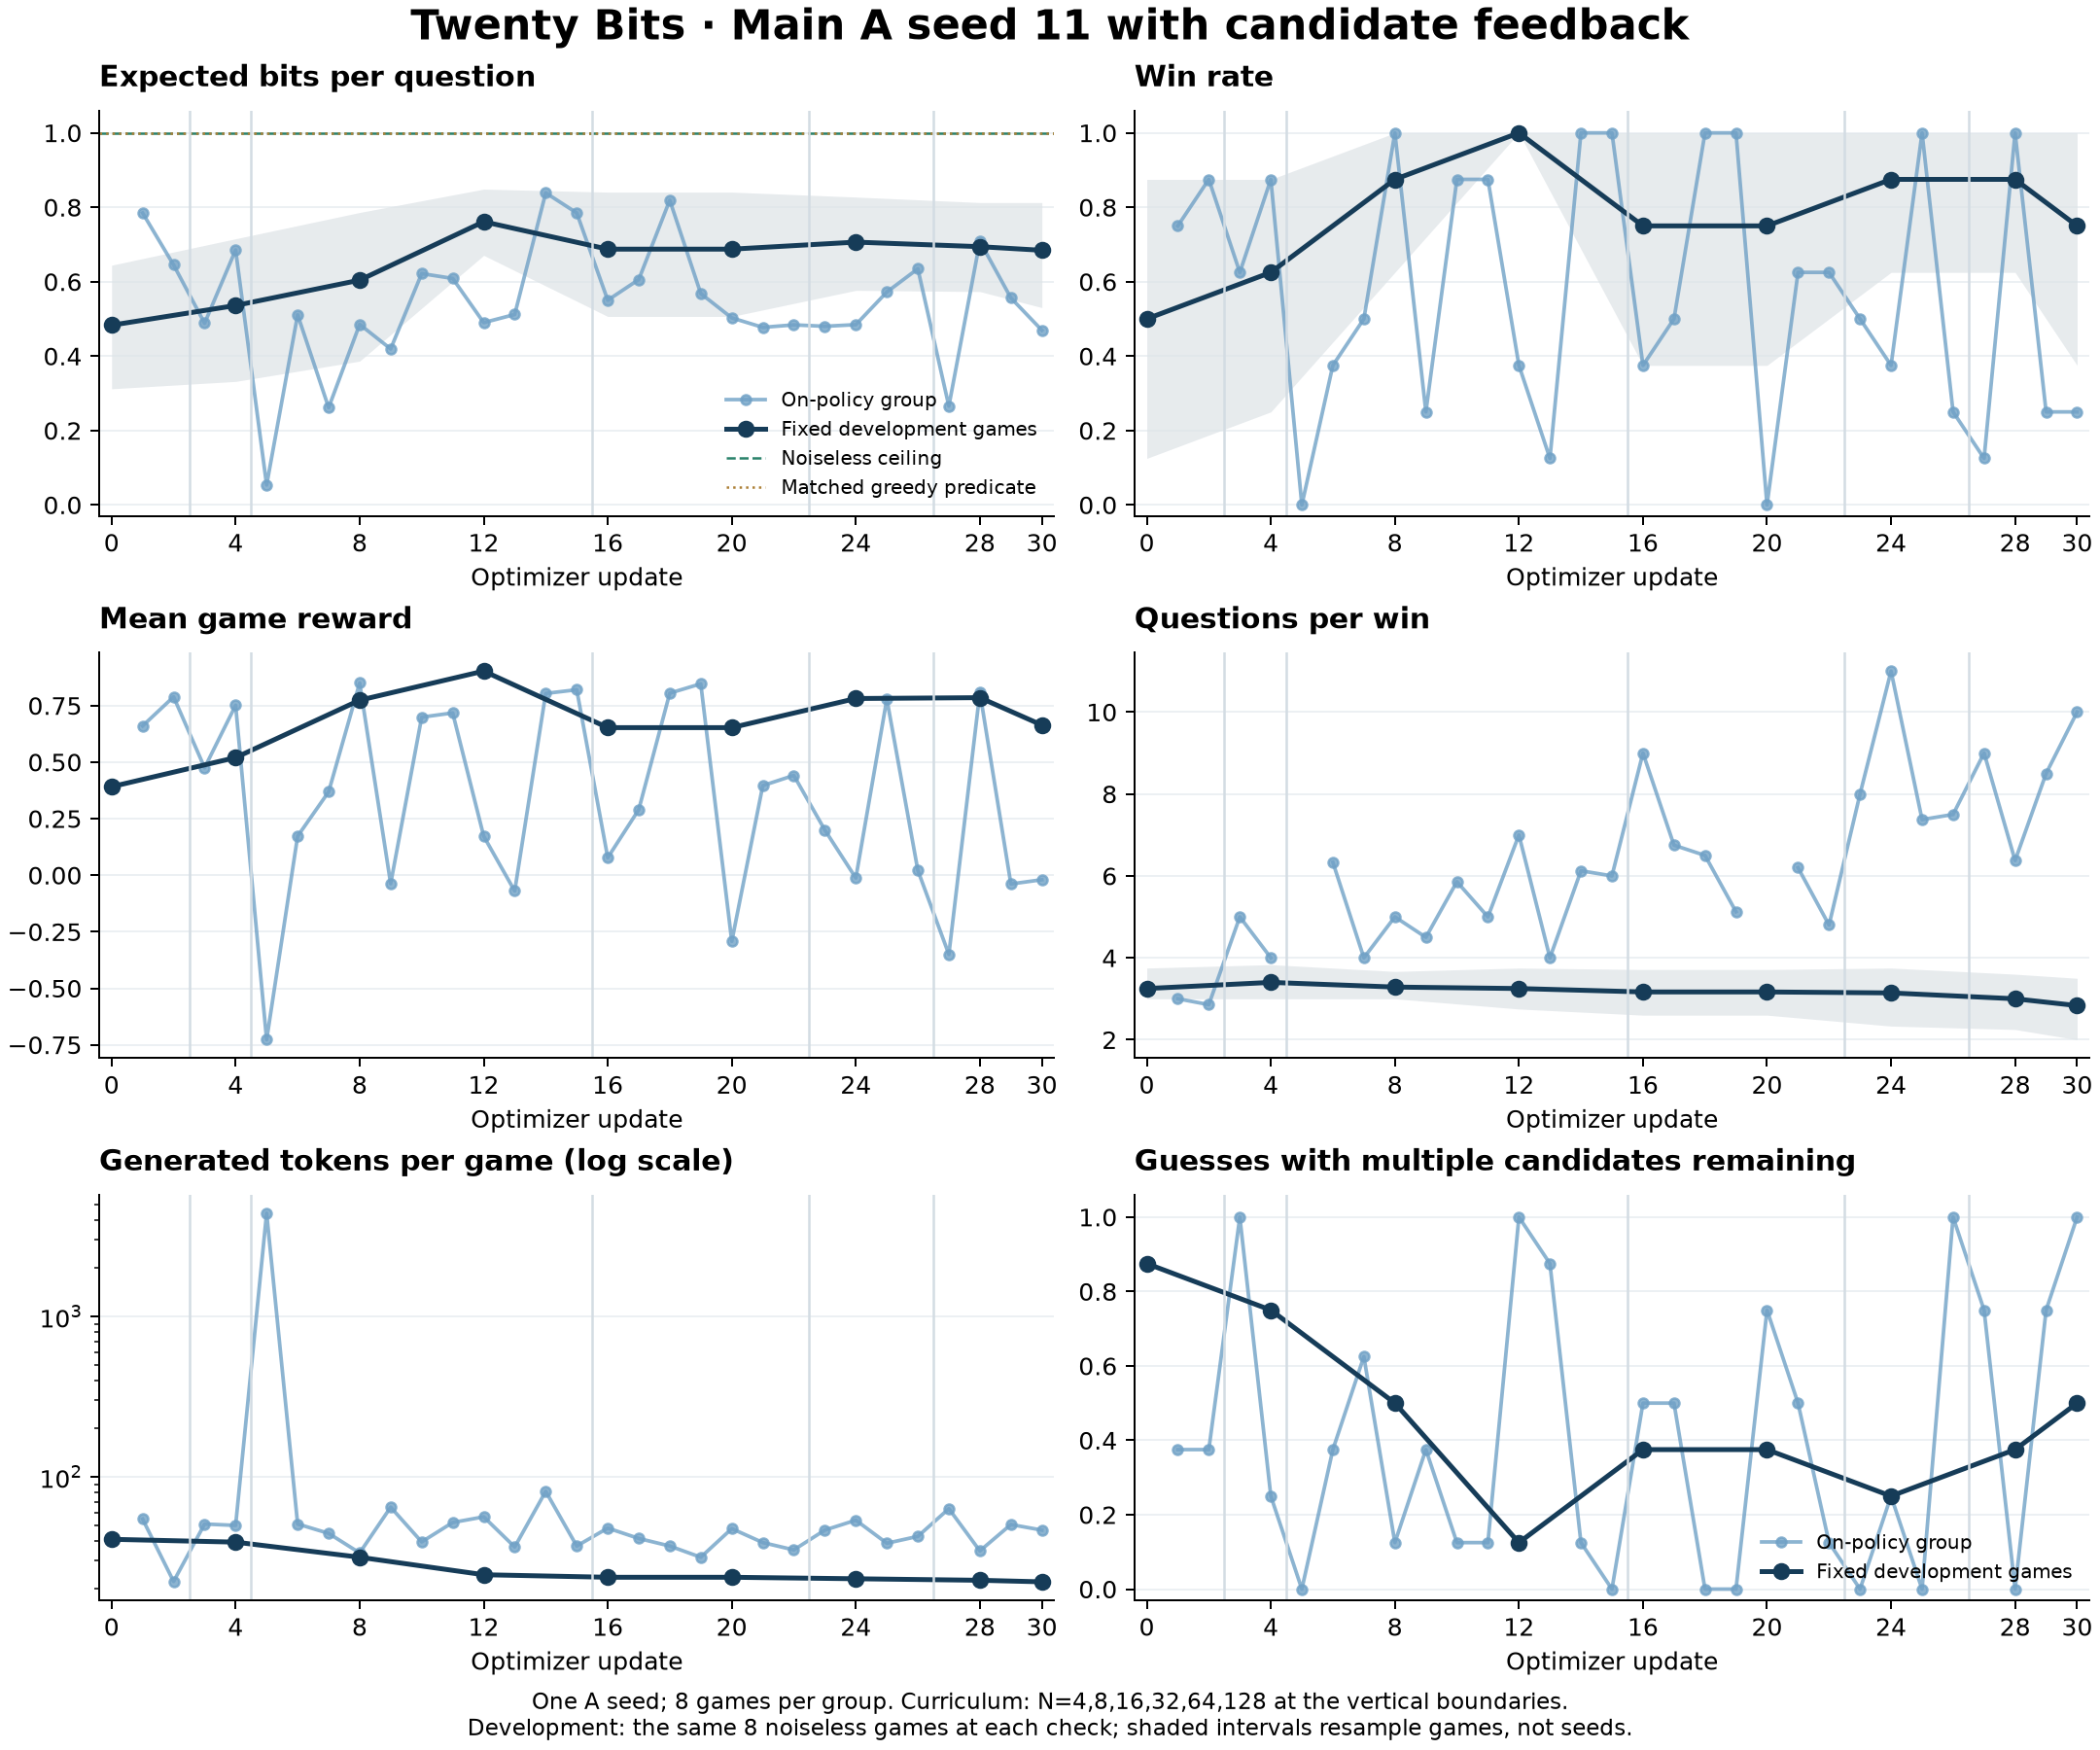 Twenty Bits · Main A seed 11 with candidate feedback
Expected bits per question
1.0
0.8
0.6
0.4
0.2
0.0
On-policy group
Fixed development games
Noiseless ceiling
Matched greedy predicate
0 4 8 12 16 20 24 28 30
Optimizer update
Win rate
1.0
0.8
0.6
0.4
0.2
0.0
0 4 8 12 16 20 24 28 30
Optimizer update
Mean game reward
0.75
0.50
0.25
0.00
−0.25
−0.50
−0.75
0 4 8 12 16 20 24 28 30
Optimizer update
Questions per win
10
8
6
4
2
0 4 8 12 16 20 24 28 30
Optimizer update
Generated tokens per game (log scale)
10³
10²
0 4 8 12 16 20 24 28 30
Optimizer update
Guesses with multiple candidates remaining
1.0
0.8
0.6
0.4
0.2
0.0
On-policy group
Fixed development games
0 4 8 12 16 20 24 28 30
Optimizer update
One A seed; 8 games per group. Curriculum: N=4,8,16,32,64,128 at the vertical boundaries.
Development: the same 8 noiseless games at each check; shaded intervals resample games, not seeds.